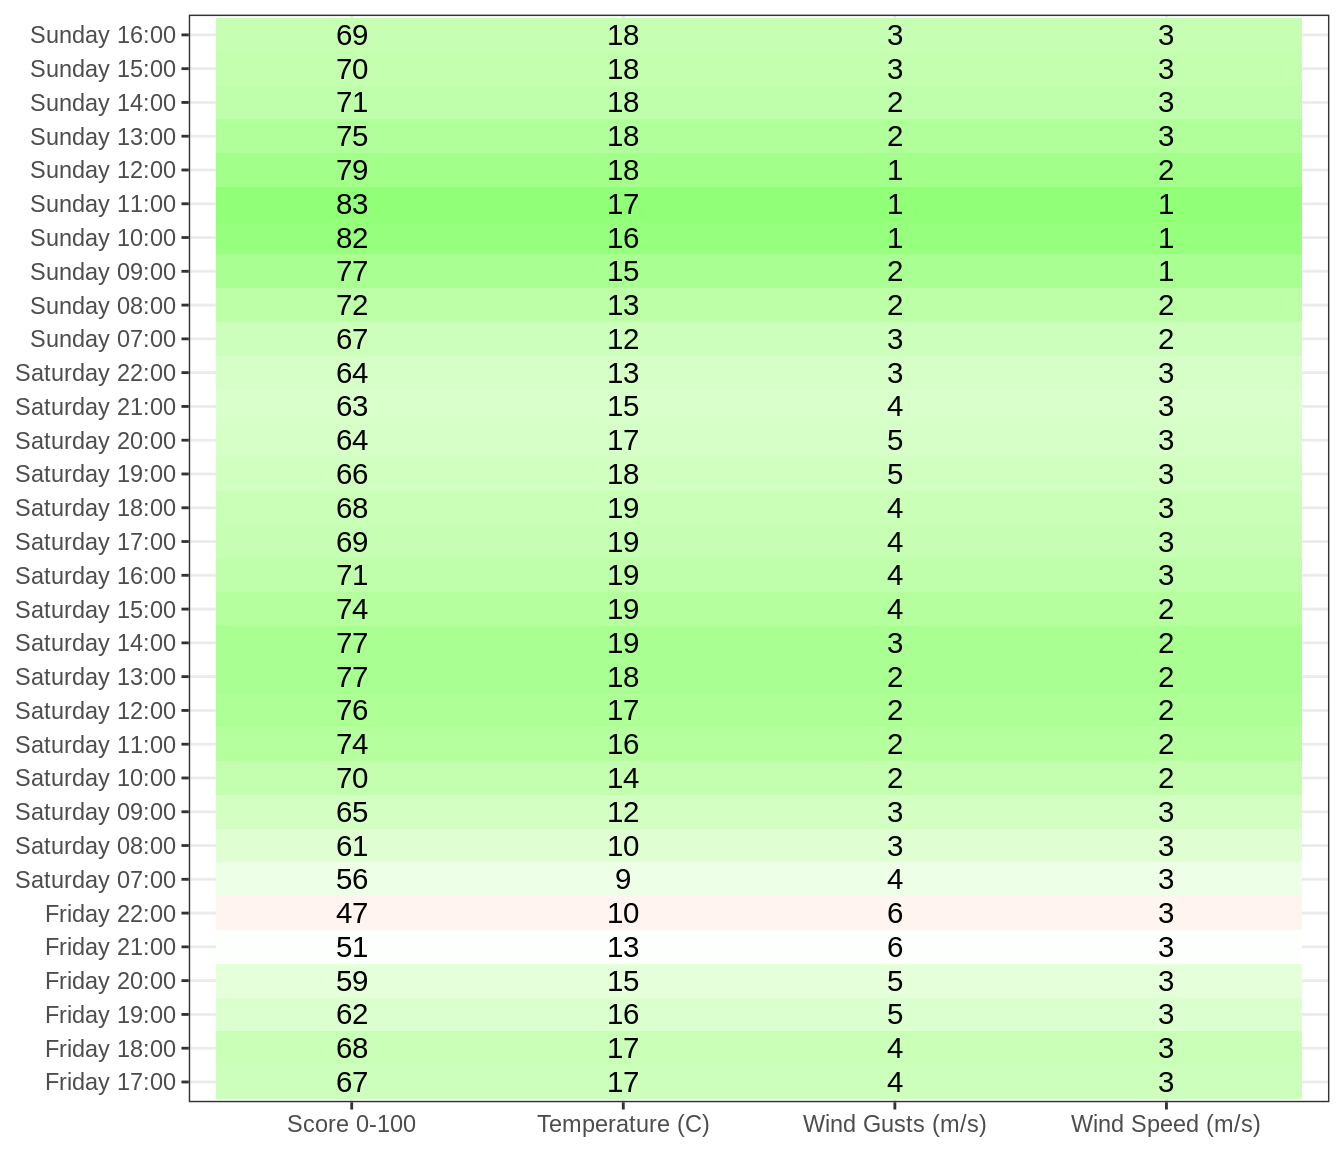 Sunday 16:00 69 18 3 3
Sunday 15:00 70 18 3 3
Sunday 14:00 71 18 2 3
Sunday 13:00 75 18 2 3
Sunday 12:00 79 18 1 2
Sunday 11:00 83 17 1 1
Sunday 10:00 82 16 1 1
Sunday 09:00 77 15 2 1
Sunday 08:00 72 13 2 2
Sunday 07:00 67 12 3 2
Saturday 22:00 64 13 3 3
Saturday 21:00 63 15 4 3
Saturday 20:00 64 17 5 3
Saturday 19:00 66 18 5 3
Saturday 18:00 68 19 4 3
Saturday 17:00 69 19 4 3
Saturday 16:00 71 19 4 3
Saturday 15:00 74 19 4 2
Saturday 14:00 77 19 3 2
Saturday 13:00 77 18 2 2
Saturday 12:00 76 17 2 2
Saturday 11:00 74 16 2 2
Saturday 10:00 70 14 2 2
Saturday 09:00 65 12 3 3
Saturday 08:00 61 10 3 3
Saturday 07:00 56 9 4 3
Friday 22:00 47 10 6 3
Friday 21:00 51 13 6 3
Friday 20:00 59 15 5 3
Friday 19:00 62 16 5 3
Friday 18:00 68 17 4 3
Friday 17:00 67 17 4 3
Score 0-100 Temperature (C) Wind Gusts (m/s) Wind Speed (m/s)